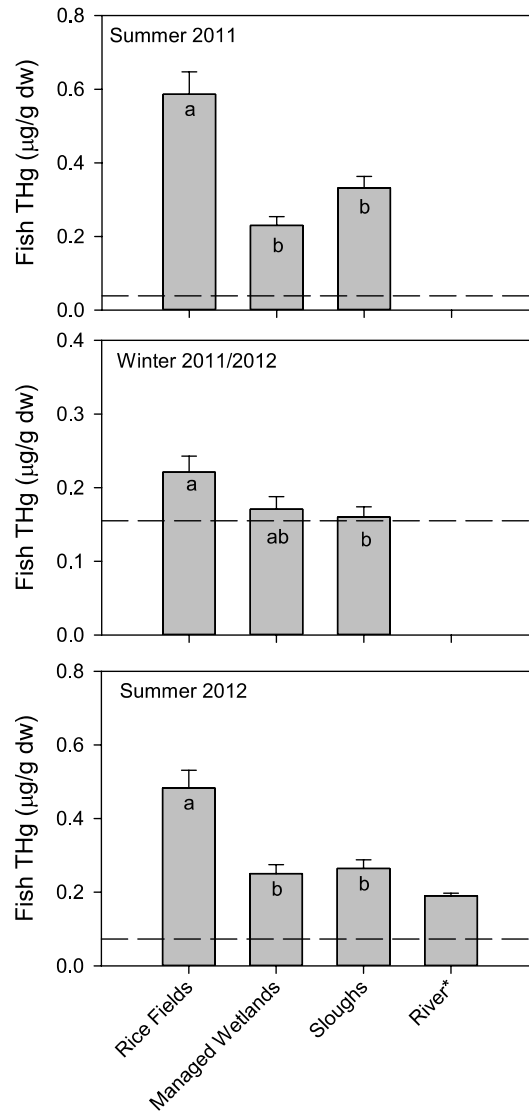 Summer 2011
Fish THg (μg/g dw)
0.8
0.6
0.4
0.2
0.0
a
b
b
Winter 2011/2012
Fish THg (μg/g dw)
0.4
0.3
0.2
0.1
0.0
a
ab
b
Summer 2012
Fish THg (μg/g dw)
0.8
0.6
0.4
0.2
0.0
a
b
b
Rice Fields
Managed Wetlands
Sloughs
River*